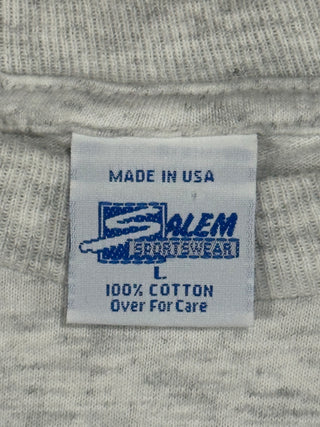 MADE IN USA
SALEM
SPORTSWEAR
L
100% COTTON
Over For Care